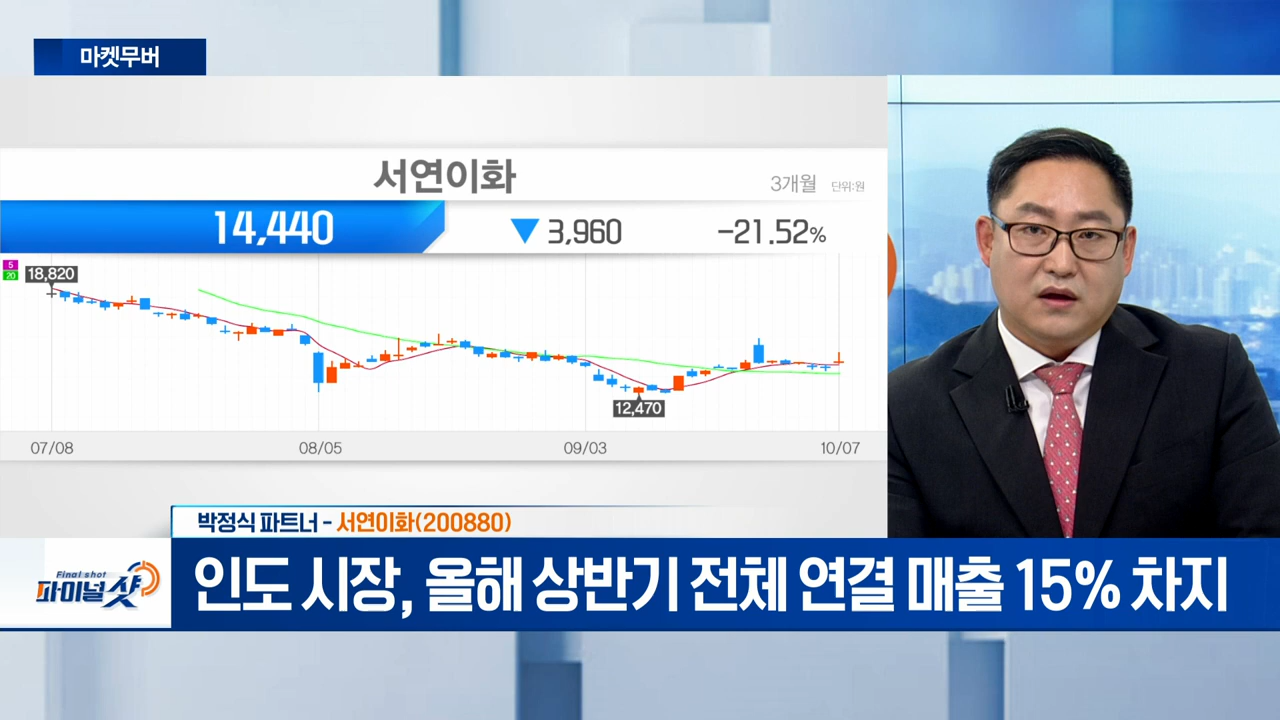 마켓무버
서연이화
3개월 단위:원
14,440 ▼3,960 -21.52%
5
20
18,820
12,470
07/08 08/05 09/03 10/07
박정식 파트너 - 서연이화(200880)
Final shot
파이널샷
인도 시장, 올해 상반기 전체 연결 매출 15% 차지